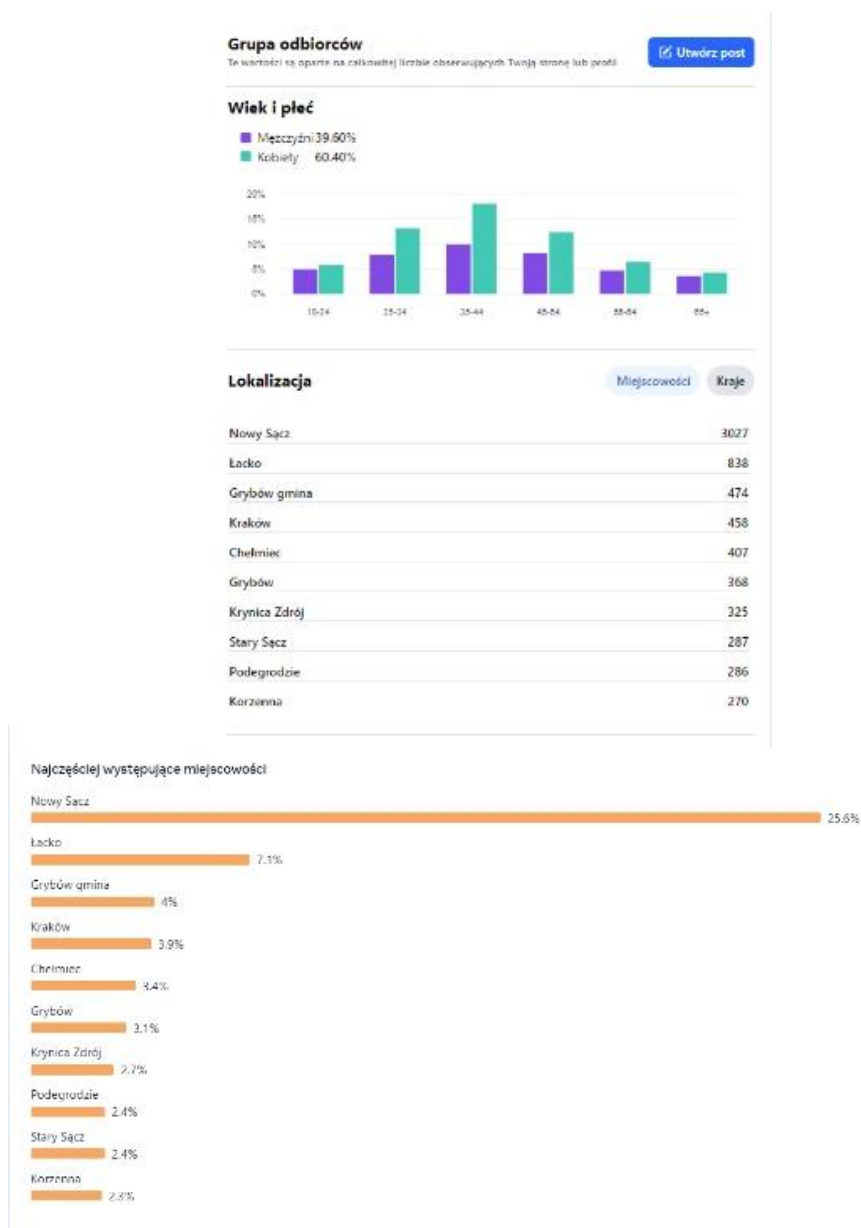 Grupa odbiorców
Te wartości są oparte na całkowitej liczbie obserwujących Twoją stronę lub profil.
Utwórz post
Wiek i płeć
Mężczyźni 39.60%
Kobiety 60.40%
20%
15%
10%
5%
0%
18-24 25-34 35-44 45-54 55-64 65+
Lokalizacja
Miejscowości Kraje
Nowy Sącz 3027
Łacko 838
Grybów gmina 474
Kraków 458
Chełmiec 407
Grybów 368
Krynica Zdrój 325
Stary Sącz 287
Podegrodzie 286
Korzenna 270
Najczęściej występujące miejscowości
Nowy Sącz
25.6%
Łacko
7.1%
Grybów gmina
4%
Kraków
3.9%
Chełmiec
3.4%
Grybów
3.1%
Krynica Zdrój
2.7%
Podegrodzie
2.4%
Stary Sącz
2.4%
Korzenna
2.3%